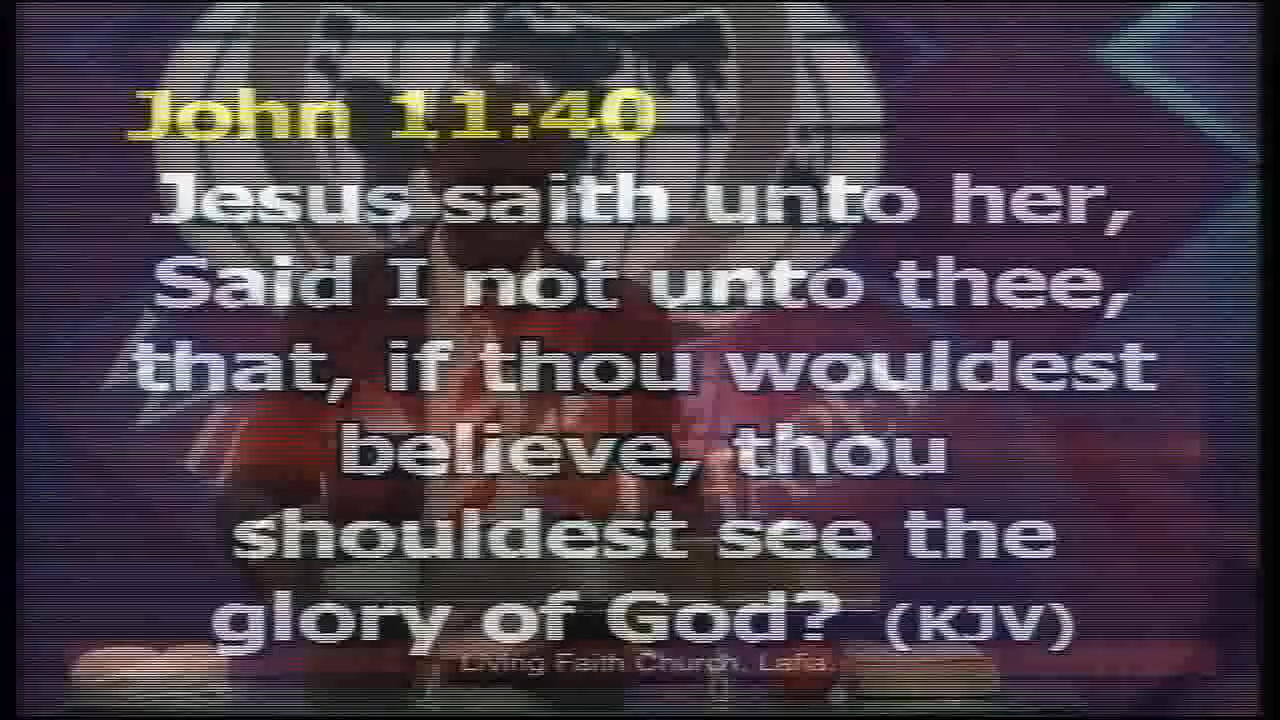 John 11:40
Jesus saith unto her,
Said I not unto thee,
that, if thou wouldest
believe, thou
shouldest see the
glory of God? (KJV)
Living Faith Church. Lafia.